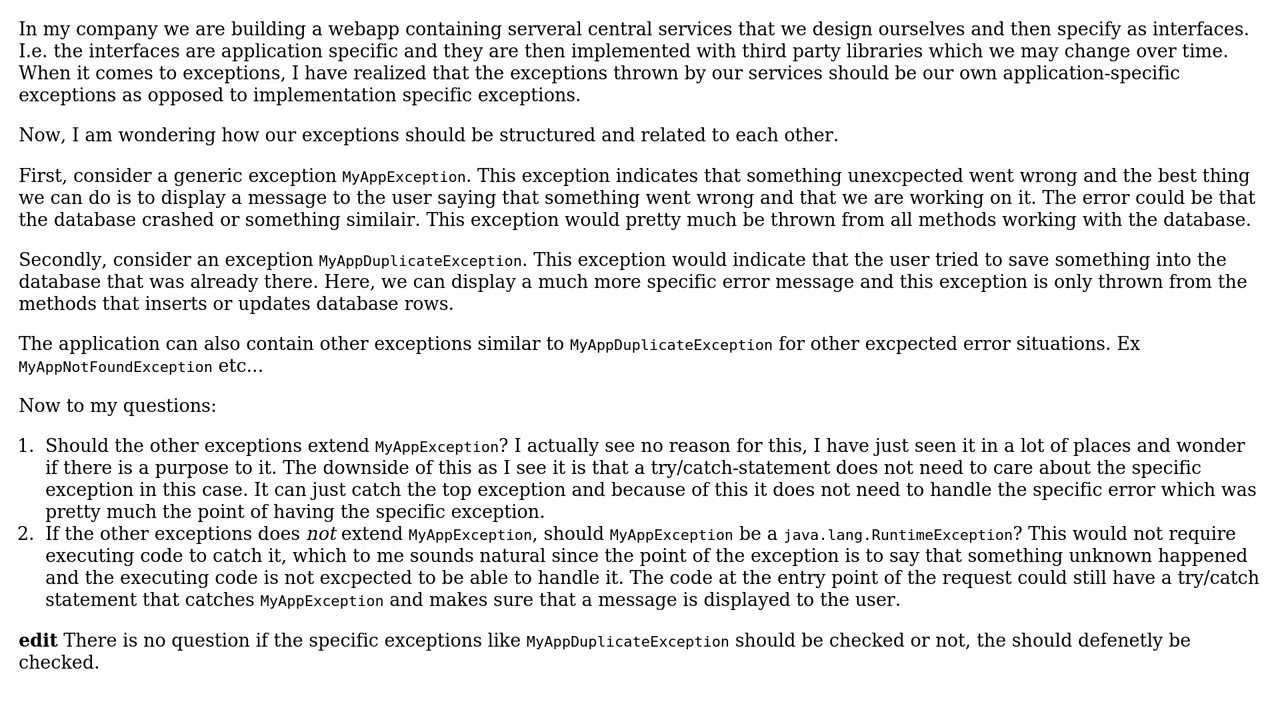 In my company we are building a webapp containing serveral central services that we design ourselves and then specify as interfaces.
I.e. the interfaces are application specific and they are then implemented with third party libraries which we may change over time.
When it comes to exceptions, I have realized that the exceptions thrown by our services should be our own application-specific
exceptions as opposed to implementation specific exceptions.
Now, I am wondering how our exceptions should be structured and related to each other.
First, consider a generic exception MyAppException. This exception indicates that something unexcpected went wrong and the best thing
we can do is to display a message to the user saying that something went wrong and that we are working on it. The error could be that
the database crashed or something similair. This exception would pretty much be thrown from all methods working with the database.
Secondly, consider an exception MyAppDuplicateException. This exception would indicate that the user tried to save something into the
database that was already there. Here, we can display a much more specific error message and this exception is only thrown from the
methods that inserts or updates database rows.
The application can also contain other exceptions similar to MyAppDuplicateException for other excpected error situations. Ex
MyAppNotFoundException etc...
Now to my questions:
1. Should the other exceptions extend MyAppException? I actually see no reason for this, I have just seen it in a lot of places and wonder
if there is a purpose to it. The downside of this as I see it is that a try/catch-statement does not need to care about the specific
exception in this case. It can just catch the top exception and because of this it does not need to handle the specific error which was
pretty much the point of having the specific exception.
2. If the other exceptions does not extend MyAppException, should MyAppException be a java.lang.RuntimeException? This would not require
executing code to catch it, which to me sounds natural since the point of the exception is to say that something unknown happened
and the executing code is not excpected to be able to handle it. The code at the entry point of the request could still have a try/catch
statement that catches MyAppException and makes sure that a message is displayed to the user.
edit There is no question if the specific exceptions like MyAppDuplicateException should be checked or not, the should defenetly be
checked.